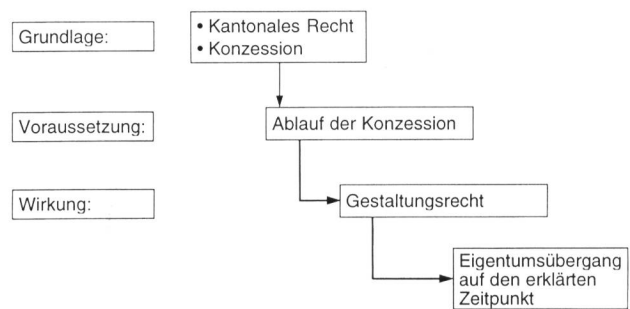 Grundlage:
• Kantonales Recht
• Konzession
Voraussetzung:
Ablauf der Konzession
Wirkung:
Gestaltungsrecht
Eigentumsübergang
auf den erklärten
Zeitpunkt